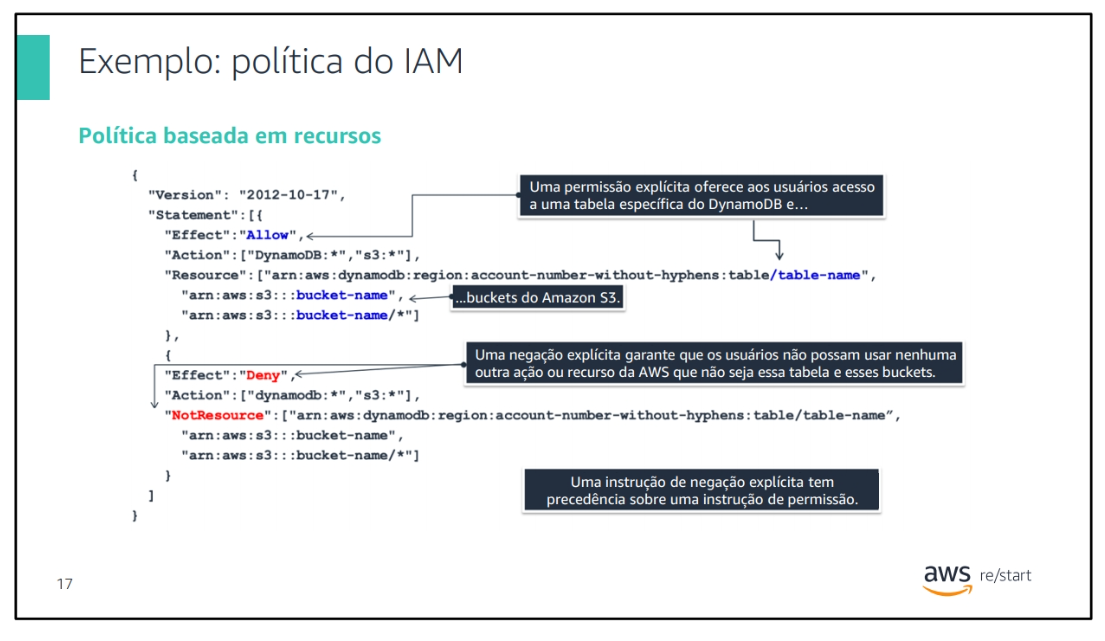 Exemplo: política do IAM
Política baseada em recursos
{
"Version": "2012-10-17",
"Statement":[{
"Effect":"Allow",
"Action":["DynamoDB:*","s3:*"],
"Resource":["arn:aws:dynamodb:region:account-number-without-hyphens:table/table-name",
"arn:aws:s3:::bucket-name",
"arn:aws:s3:::bucket-name/*"]
},
{
"Effect":"Deny",
"Action":["dynamodb:*","s3:*"],
"NotResource":["arn:aws:dynamodb:region:account-number-without-hyphens:table/table-name”,
"arn:aws:s3:::bucket-name",
"arn:aws:s3:::bucket-name/*"]
}
]
}
Uma permissão explícita oferece aos usuários acesso
a uma tabela específica do DynamoDB e…
...buckets do Amazon S3.
Uma negação explícita garante que os usuários não possam usar nenhuma
outra ação ou recurso da AWS que não seja essa tabela e esses buckets.
Uma instrução de negação explícita tem
precedência sobre uma instrução de permissão.
17
aws re/start